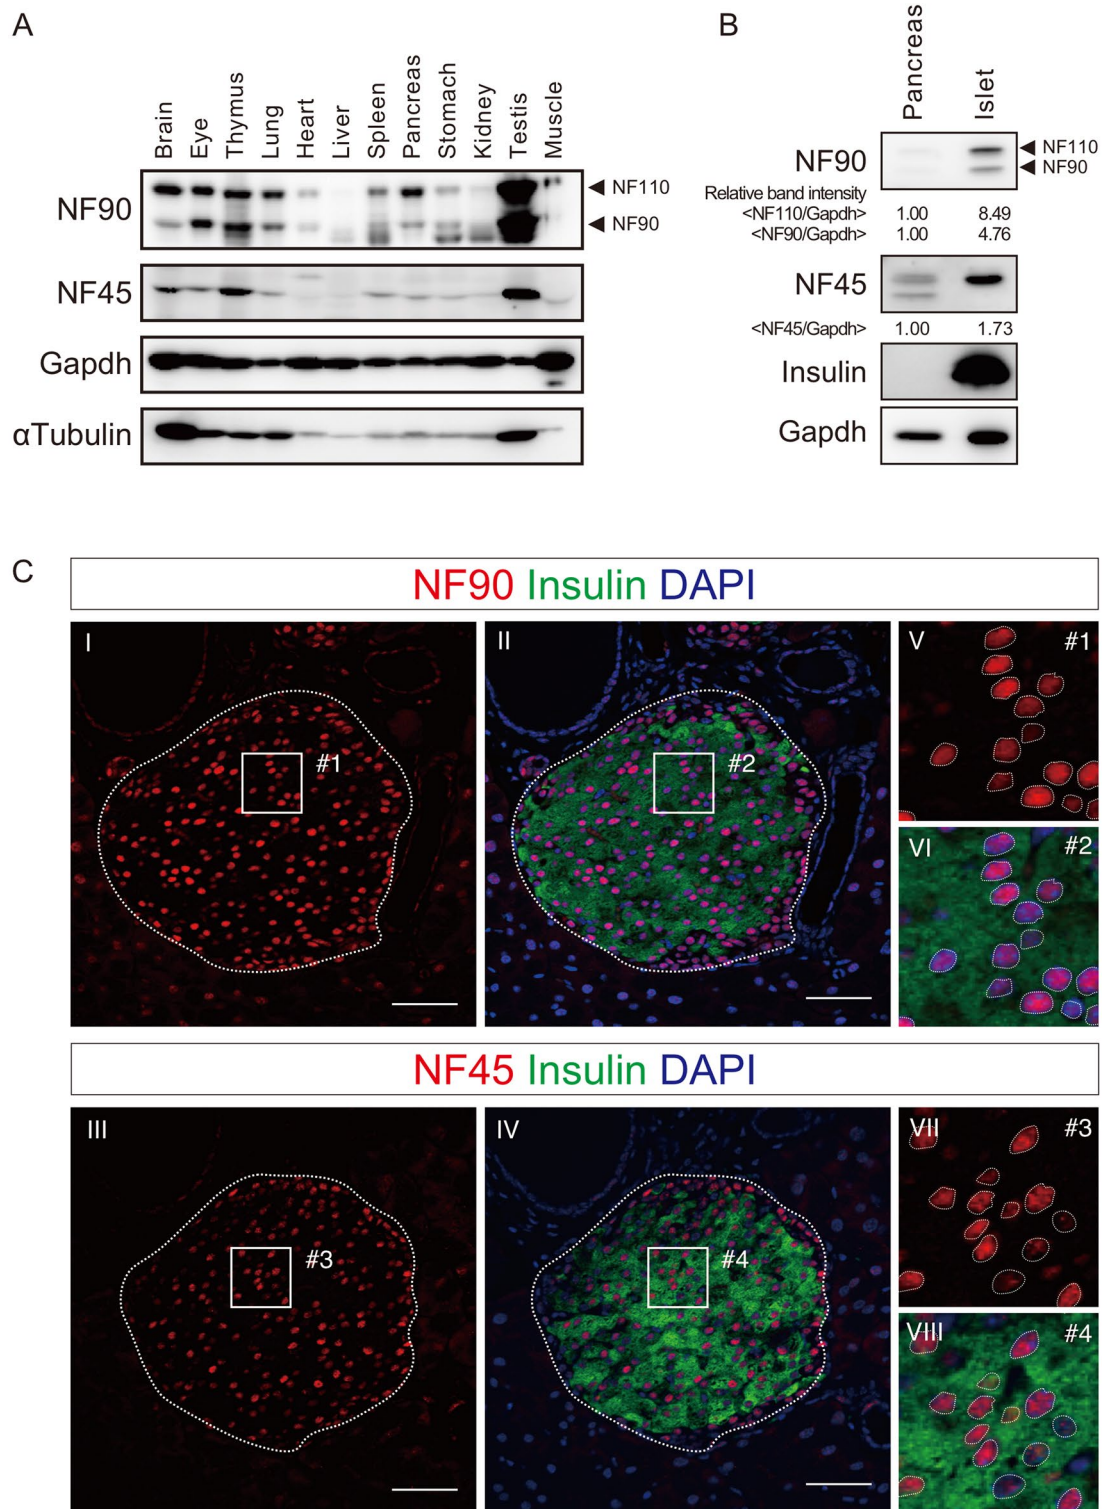 A
Brain
Eye
Thymus
Lung
Heart
Liver
Spleen
Pancreas
Stomach
Kidney
Testis
Muscle
NF90
NF110
NF90
NF45
Gapdh
αTubulin
B
Pancreas
Islet
NF90
NF110
NF90
Relative band intensity
<NF110/Gapdh> 1.00 8.49
<NF90/Gapdh> 1.00 4.76
NF45
<NF45/Gapdh> 1.00 1.73
Insulin
Gapdh
C
NF90 Insulin DAPI
I
#1
II
#2
V #1
VI #2
NF45 Insulin DAPI
III
#3
IV
#4
VII #3
VIII #4